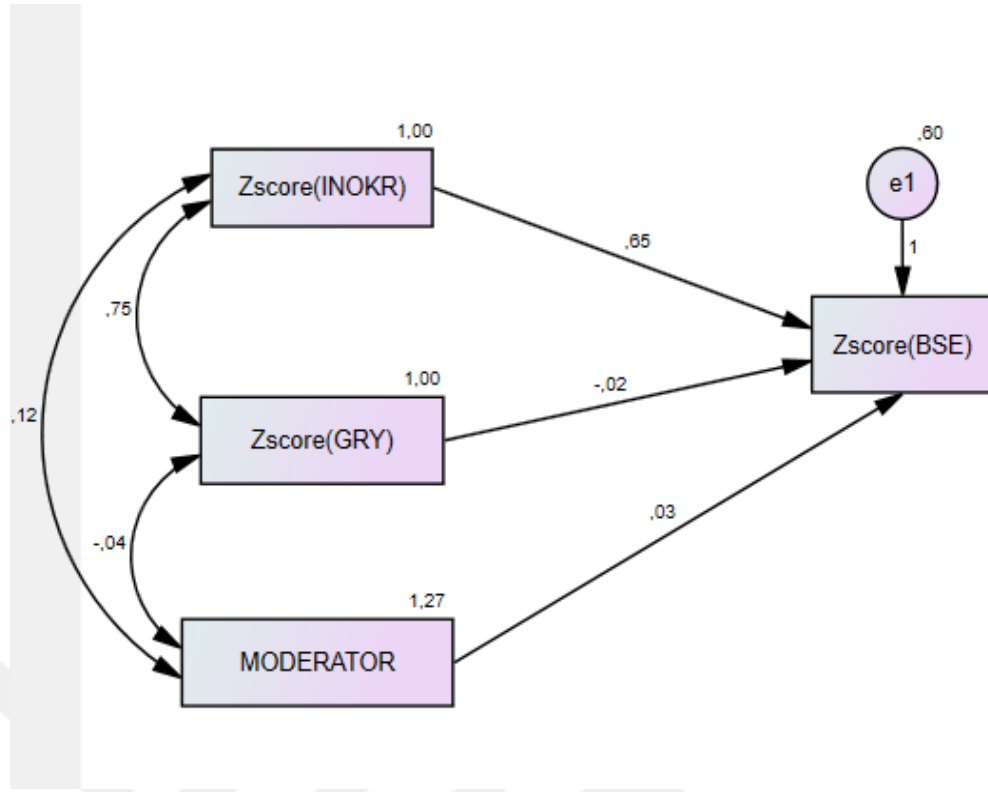 1,00
Zscore(INOKR)
,60
e1
1
,65
,75
Zscore(BSE)
1,00
-,02
Zscore(GRY)
,12
,03
-,04
1,27
MODERATOR